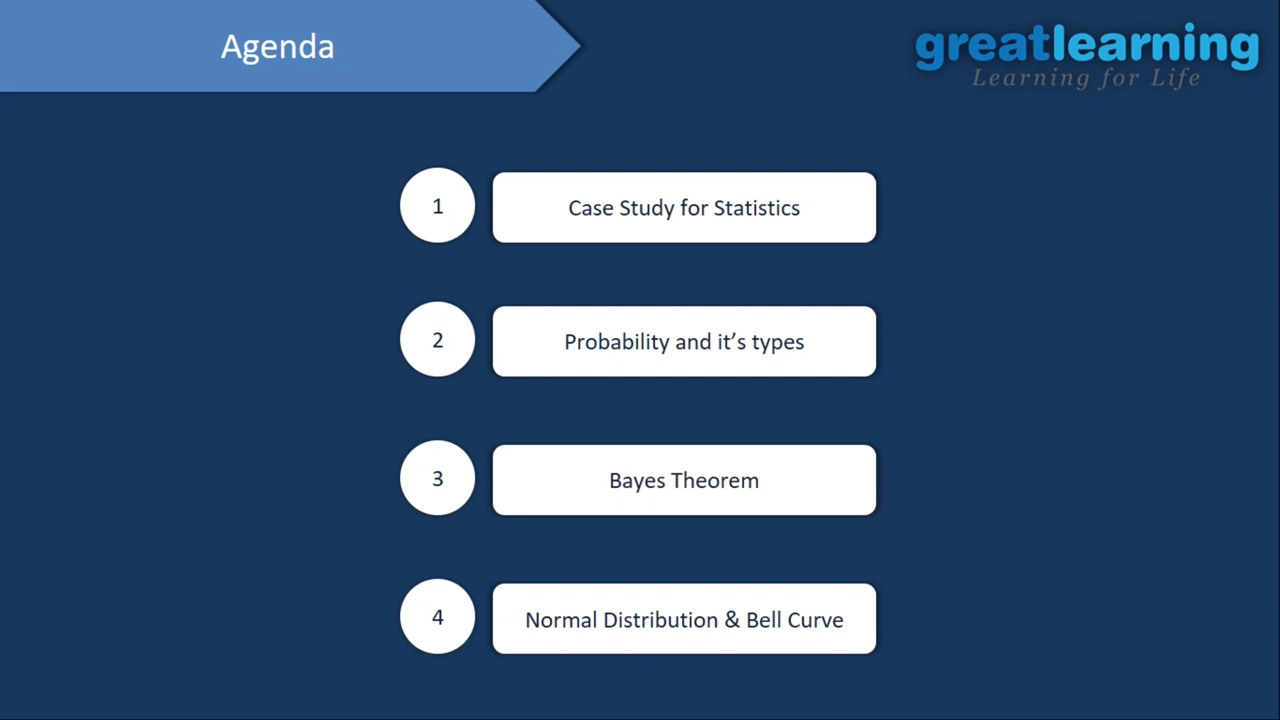 Agenda
greatlearning
Learning for Life
1
Case Study for Statistics
2
Probability and it’s types
3
Bayes Theorem
4
Normal Distribution & Bell Curve